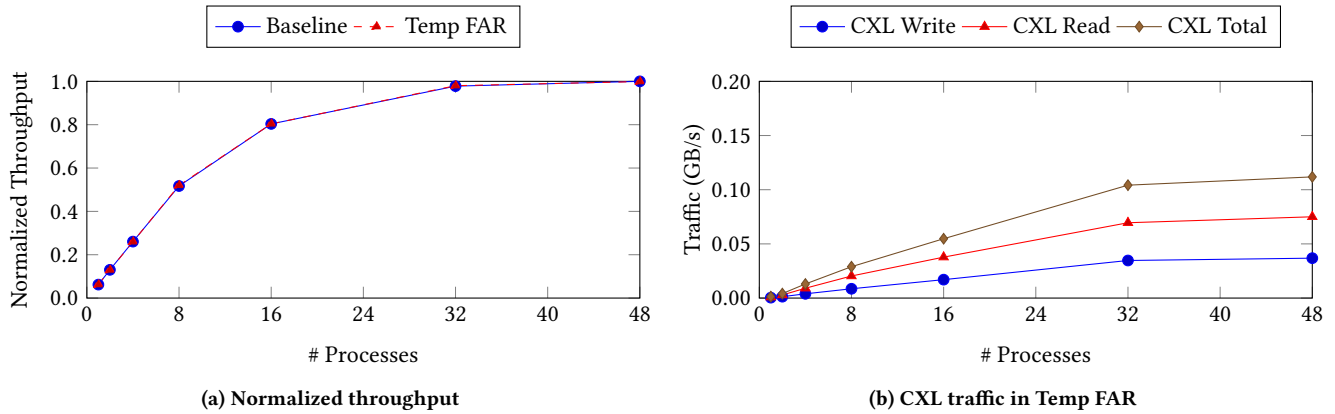 Baseline Temp FAR
Normalized Throughput
1.0
0.8
0.6
0.4
0.2
0.0
0 8 16 24 32 40 48
# Processes
(a) Normalized throughput
CXL Write CXL Read CXL Total
Traffic (GB/s)
0.20
0.15
0.10
0.05
0.00
0 8 16 24 32 40 48
# Processes
(b) CXL traffic in Temp FAR